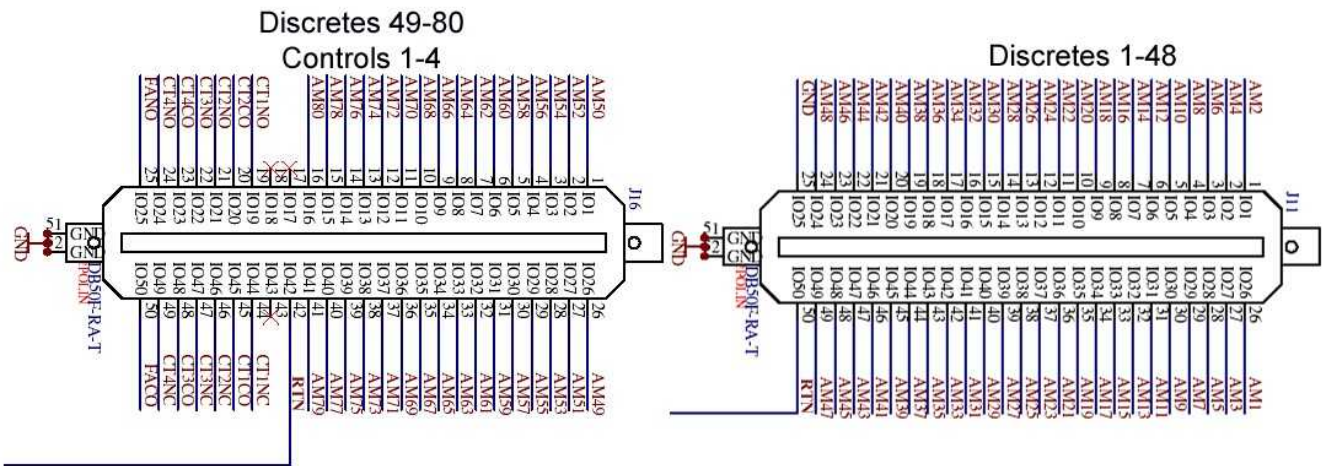 Discretes 49-80
Controls 1-4
FANO CT4NO CT4CO CT3NO CT2NO CT2CO CT1NO AM80 AM78 AM76 AM74 AM72 AM70 AM68 AM66 AM64 AM62 AM60 AM58 AM56 AM54 AM52 AM50
25 24 23 22 21 20 19 18 17 16 15 14 13 12 11 10 9 8 7 6 5 4 3 2 1
J16
IO25 IO24 IO23 IO22 IO21 IO20 IO19 IO18 IO17 IO16 IO15 IO14 IO13 IO12 IO11 IO10 IO9 IO8 IO7 IO6 IO5 IO4 IO3 IO2 IO1
51 GND
2 GND
GND
POLIN
DB50F-RA-T
IO50 IO49 IO48 IO47 IO46 IO45 IO44 IO43 IO42 IO41 IO40 IO39 IO38 IO37 IO36 IO35 IO34 IO33 IO32 IO31 IO30 IO29 IO28 IO27 IO26
50 49 48 47 46 45 44 43 42 41 40 39 38 37 36 35 34 33 32 31 30 29 28 27 26
FACO CT4NC CT3CO CT3NC CT2NC CT1CO CT1NC RTN AM79 AM77 AM75 AM73 AM71 AM69 AM67 AM65 AM63 AM61 AM59 AM57 AM55 AM53 AM51 AM49
Discretes 1-48
GND AM48 AM46 AM44 AM42 AM40 AM38 AM36 AM34 AM32 AM30 AM28 AM26 AM24 AM22 AM20 AM18 AM16 AM14 AM12 AM10 AM8 AM6 AM4 AM2
25 24 23 22 21 20 19 18 17 16 15 14 13 12 11 10 9 8 7 6 5 4 3 2 1
J11
IO25 IO24 IO23 IO22 IO21 IO20 IO19 IO18 IO17 IO16 IO15 IO14 IO13 IO12 IO11 IO10 IO9 IO8 IO7 IO6 IO5 IO4 IO3 IO2 IO1
51 GND
2 GND
GND
POLIN
DB50F-RA-T
IO50 IO49 IO48 IO47 IO46 IO45 IO44 IO43 IO42 IO41 IO40 IO39 IO38 IO37 IO36 IO35 IO34 IO33 IO32 IO31 IO30 IO29 IO28 IO27 IO26
50 49 48 47 46 45 44 43 42 41 40 39 38 37 36 35 34 33 32 31 30 29 28 27 26
RTN AM47 AM45 AM43 AM41 AM39 AM37 AM35 AM33 AM31 AM29 AM27 AM25 AM23 AM21 AM19 AM17 AM15 AM13 AM11 AM9 AM7 AM5 AM3 AM1